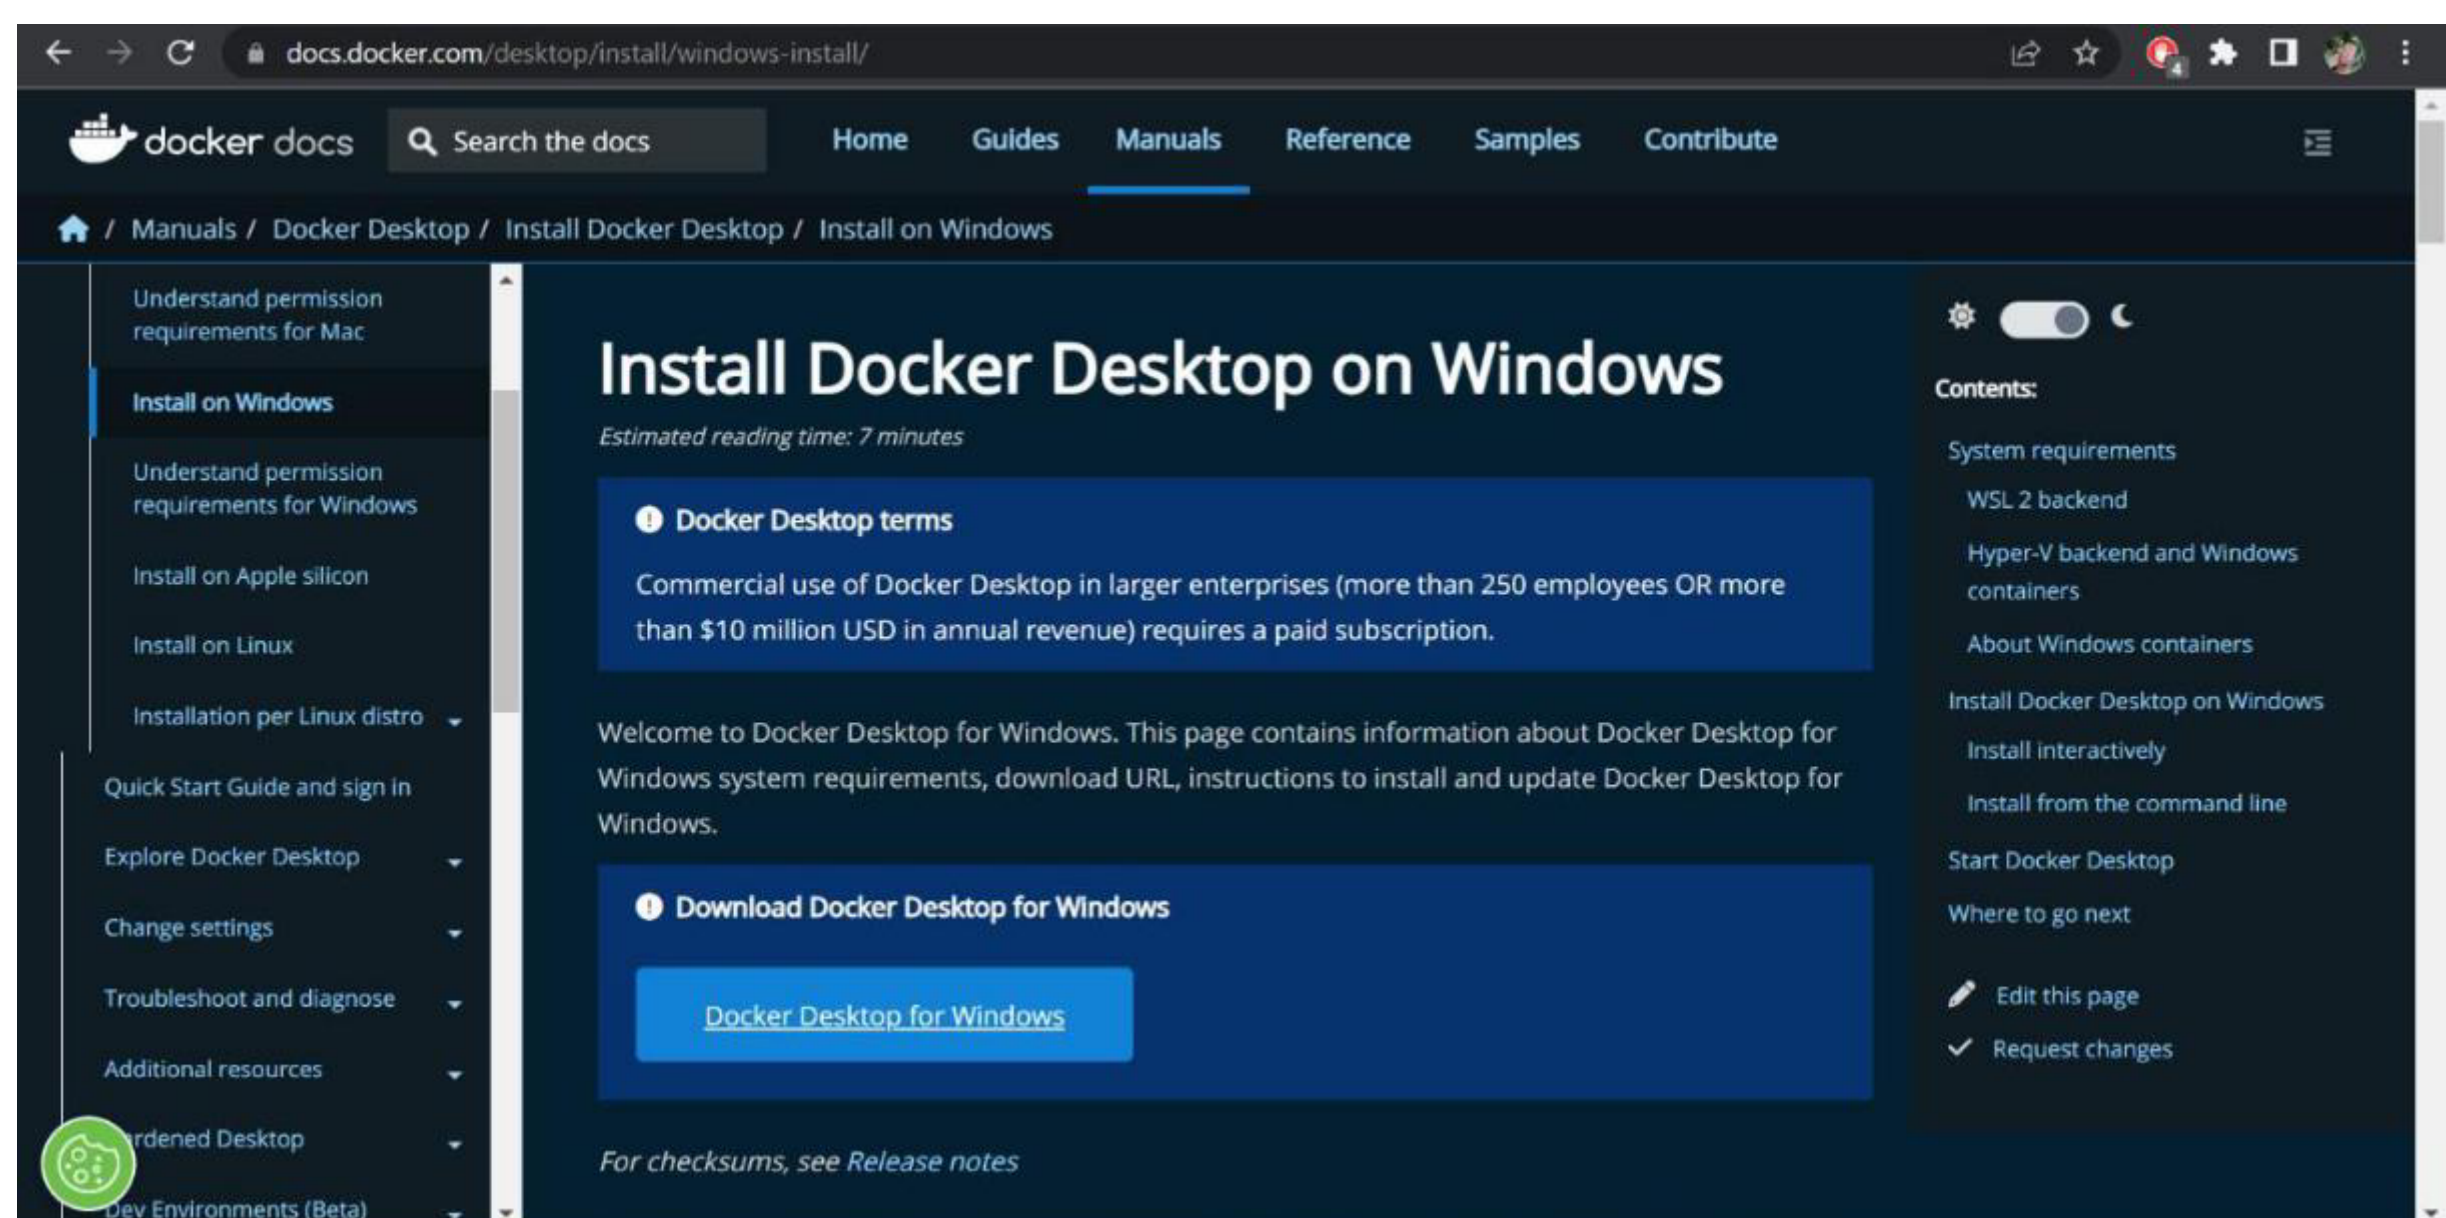 docs.docker.com/desktop/install/windows-install/
4
docker docs
Search the docs
Home
Guides
Manuals
Reference
Samples
Contribute
/ Manuals / Docker Desktop / Install Docker Desktop / Install on Windows
Understand permission
requirements for Mac
Install on Windows
Understand permission
requirements for Windows
Install on Apple silicon
Install on Linux
Installation per Linux distro
Quick Start Guide and sign in
Explore Docker Desktop
Change settings
Troubleshoot and diagnose
Additional resources
rdened Desktop
Dev Environments (Beta)
Install Docker Desktop on Windows
Estimated reading time: 7 minutes
Docker Desktop terms
Commercial use of Docker Desktop in larger enterprises (more than 250 employees OR more
than $10 million USD in annual revenue) requires a paid subscription.
Welcome to Docker Desktop for Windows. This page contains information about Docker Desktop for
Windows system requirements, download URL, instructions to install and update Docker Desktop for
Windows.
Download Docker Desktop for Windows
Docker Desktop for Windows
For checksums, see Release notes
Contents:
System requirements
WSL 2 backend
Hyper-V backend and Windows
containers
About Windows containers
Install Docker Desktop on Windows
Install interactively
Install from the command line
Start Docker Desktop
Where to go next
Edit this page
Request changes